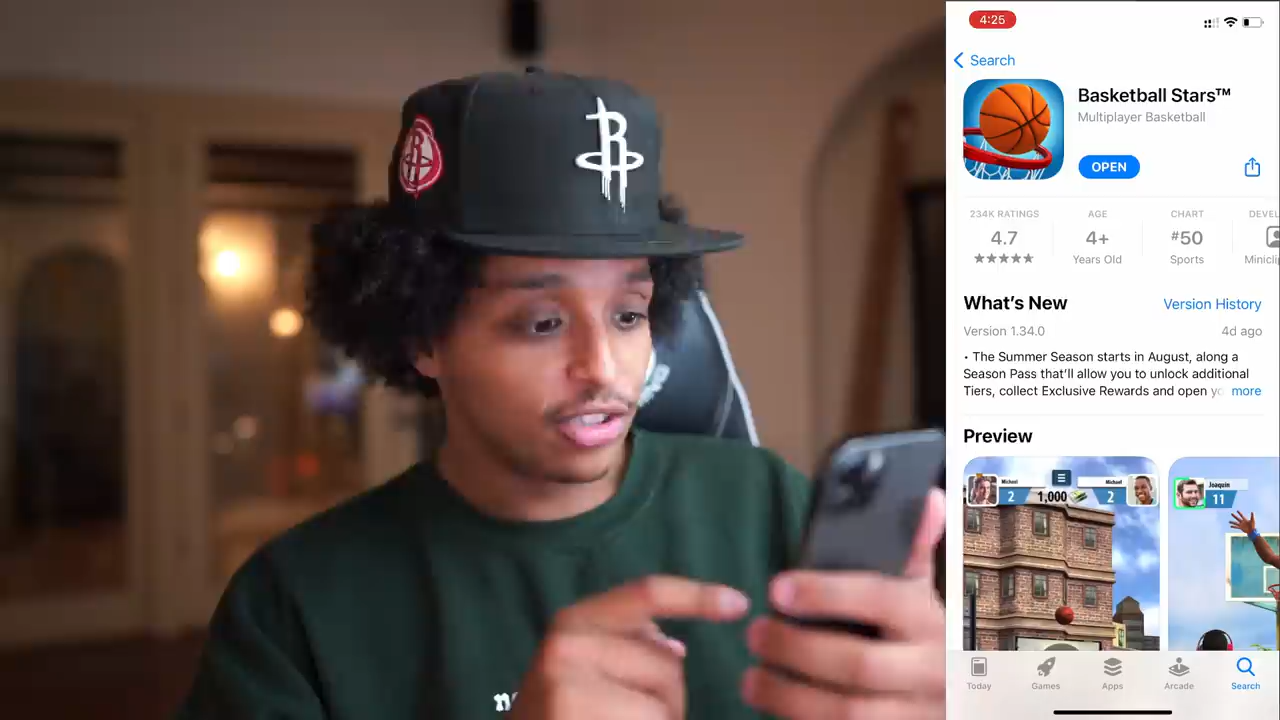 4:25
Search
Basketball Stars™
Multiplayer Basketball
OPEN
234K RATINGS
4.7
★★★★★
AGE
4+
Years Old
CHART
#50
Sports
DEVEL
Miniclip
What's New
Version History
Version 1.34.0
4d ago
• The Summer Season starts in August, along a
Season Pass that'll allow you to unlock additional
Tiers, collect Exclusive Rewards and open
more
Preview
Michael
2
1,000
Michael
2
Joaquin
11
Today
Games
Apps
Arcade
Search
R
R